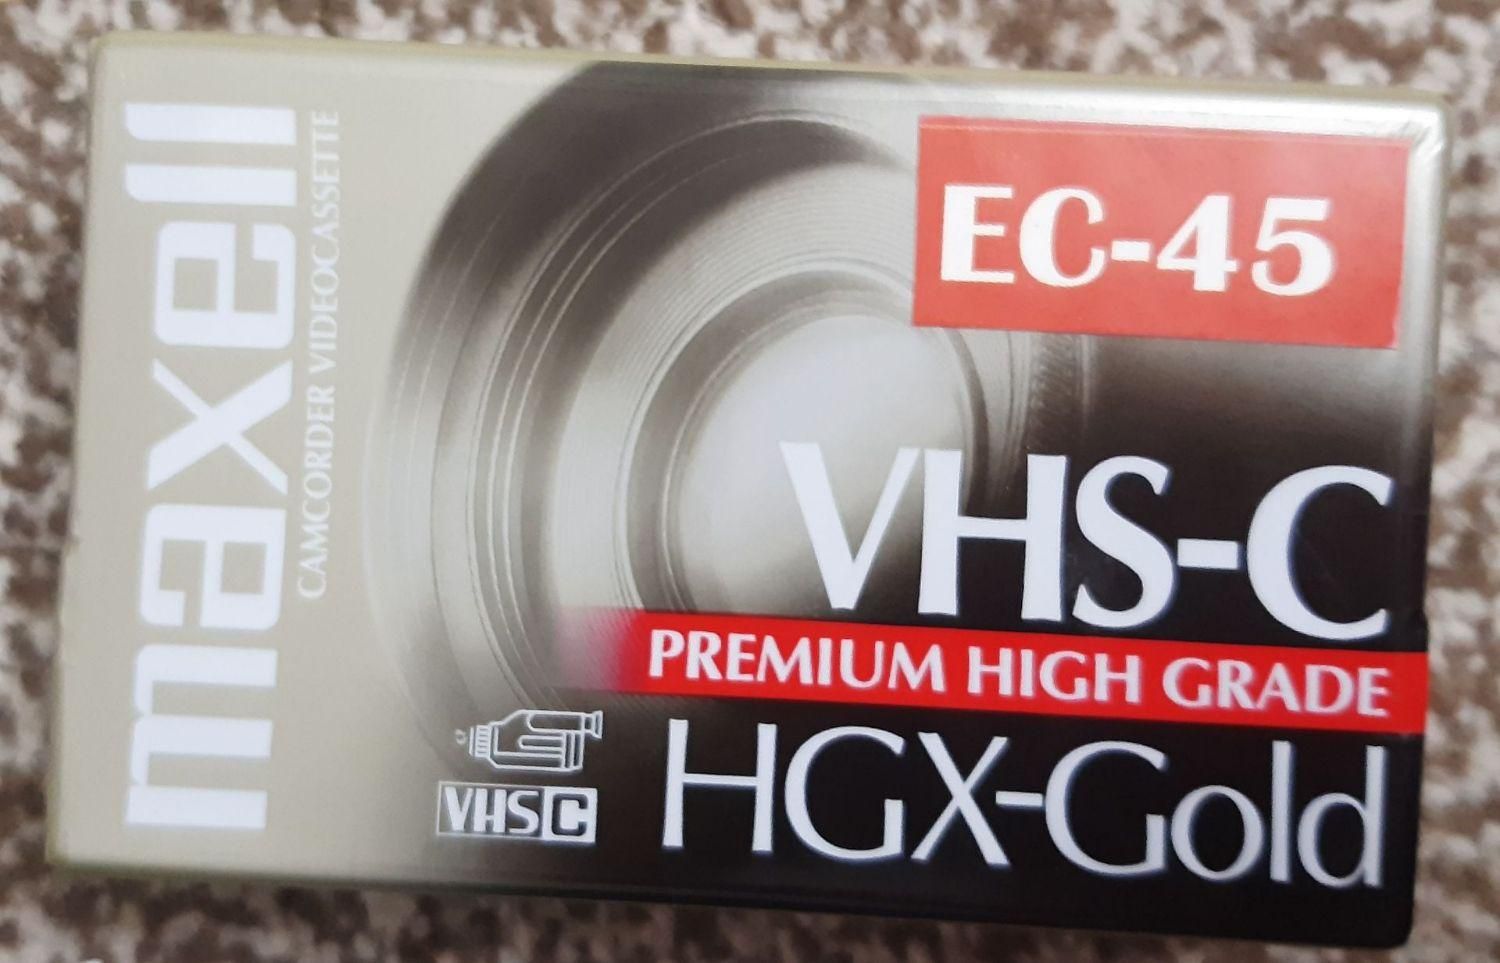 maxell
CAMCORDER VIDEOCASSETTE
EC-45
VHS-C
PREMIUM HIGH GRADE
HGX-Gold
VHS C